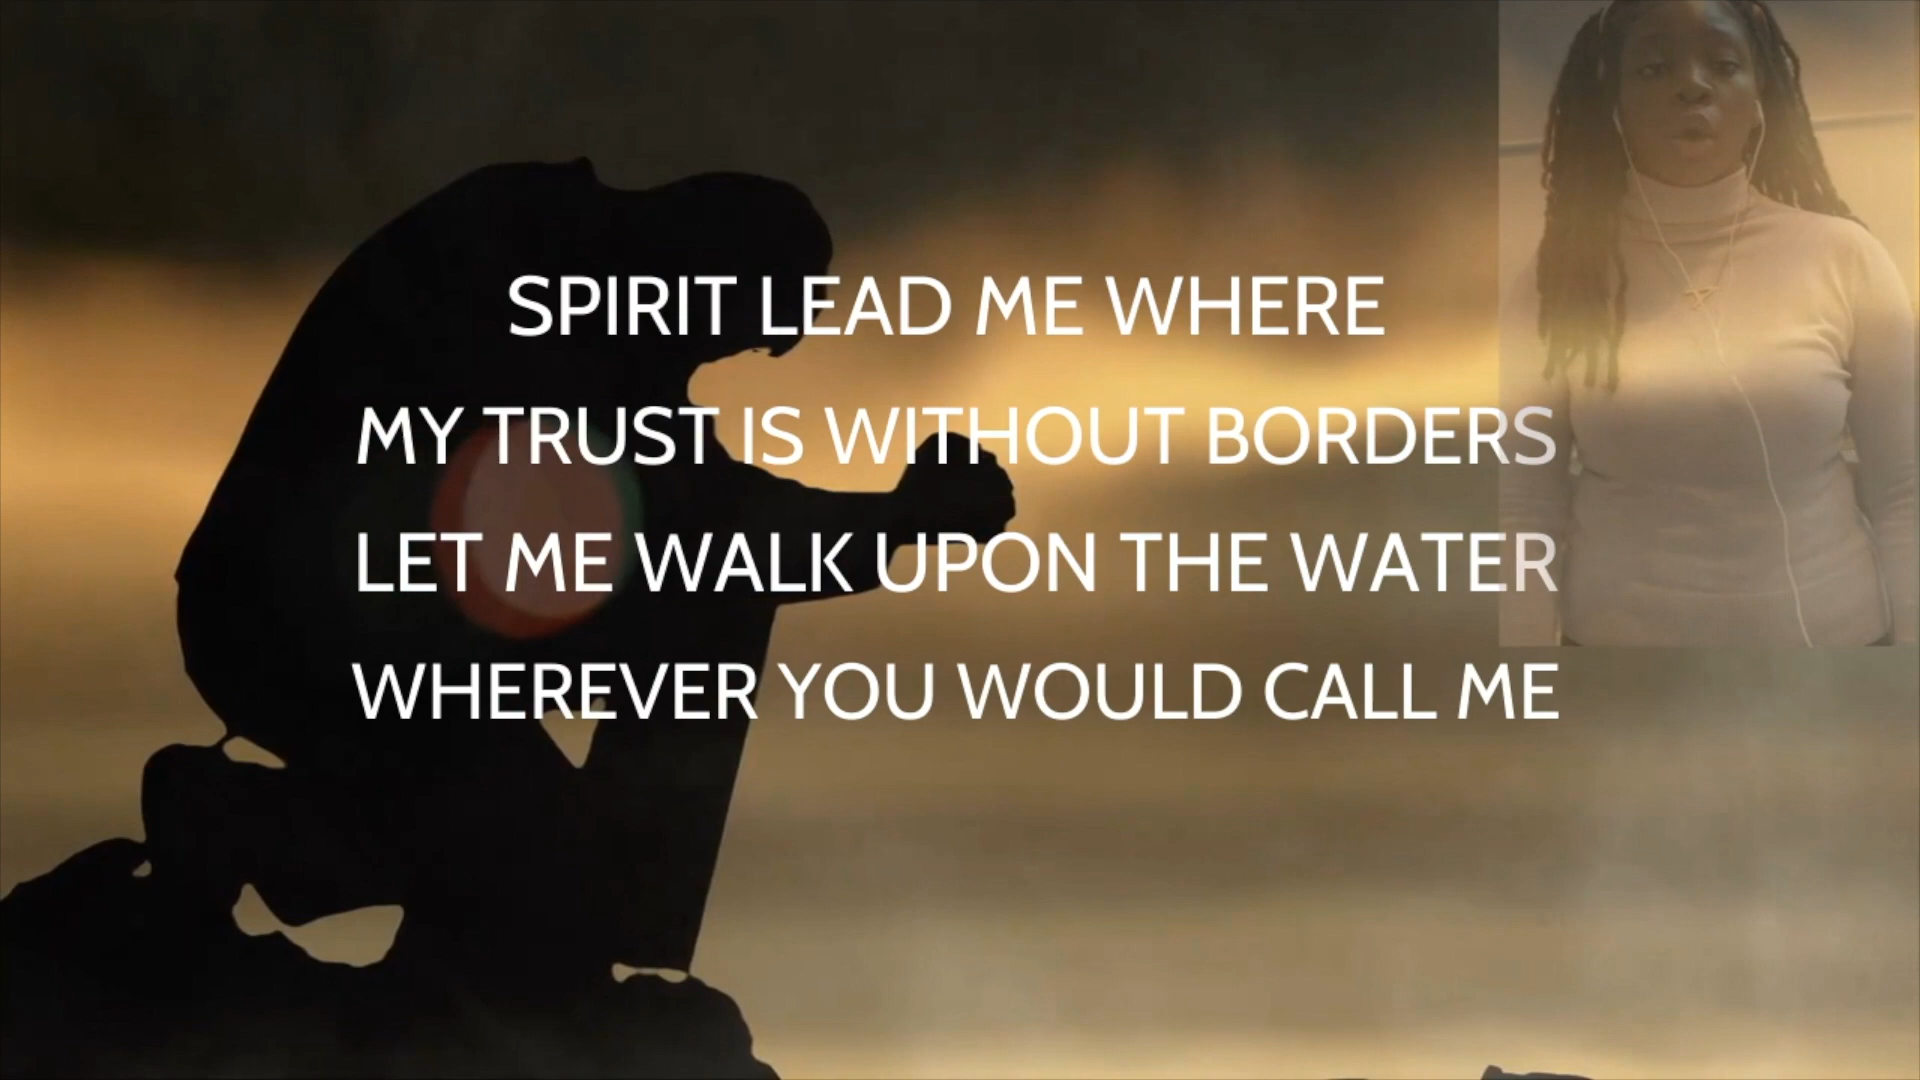 SPIRIT LEAD ME WHERE
MY TRUST IS WITHOUT BORDERS
LET ME WALK UPON THE WATER
WHEREVER YOU WOULD CALL ME